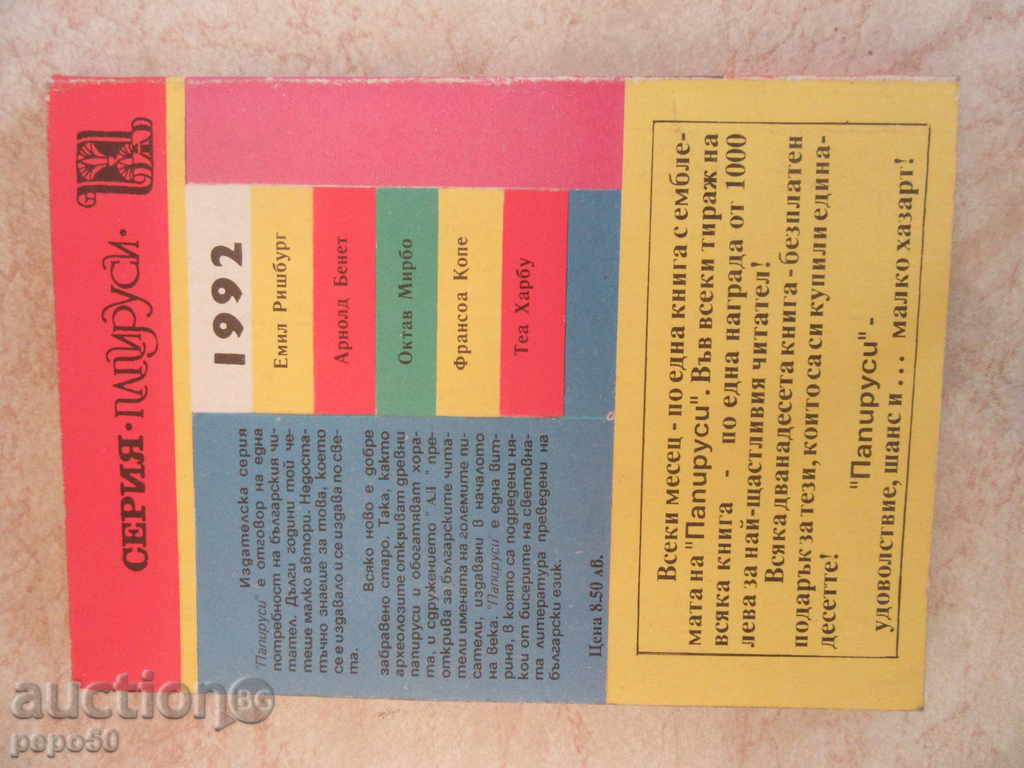 СЕРИЯ · ПАПИРУСИ ·
Издателска серия
"Папируси" е отговор на една
потребност на българския чи-
тател. Дълги години той че-
теше малко автори. Недоста-
тъчно знаеше за това, което
се е издавало и се издава по све-
та.
Всяко ново е добре
забравено старо. Така, както
археолозите откриват древни
папируси и обогатяват хора-
та, и сдружението "АД" пре-
открива за българските чита-
тели имената на големите пи-
сатели, издавани в началото
на века. "Папируси" е една вит-
рина, в която са подредени ня-
кои от бисерите на световна-
та литература преведени на
български език.
Цена 8.50 лв.
1992
Емил Ришбург
Арнолд Бенет
Октав Мирбо
Франсоа Копе
Теа Харбу
Всеки месец - по една книга с ембле-
мата на "Папируси". Във всеки тираж на
всяка книга - по една награда от 1000
лева за най-щастливия читател!
Всяка дванадесета книга - безплатен
подарък за тези, които са си купили едина-
десетте!
"Папируси" -
удоволствие, шанс и... малко хазарт!
auction BG
pepo50